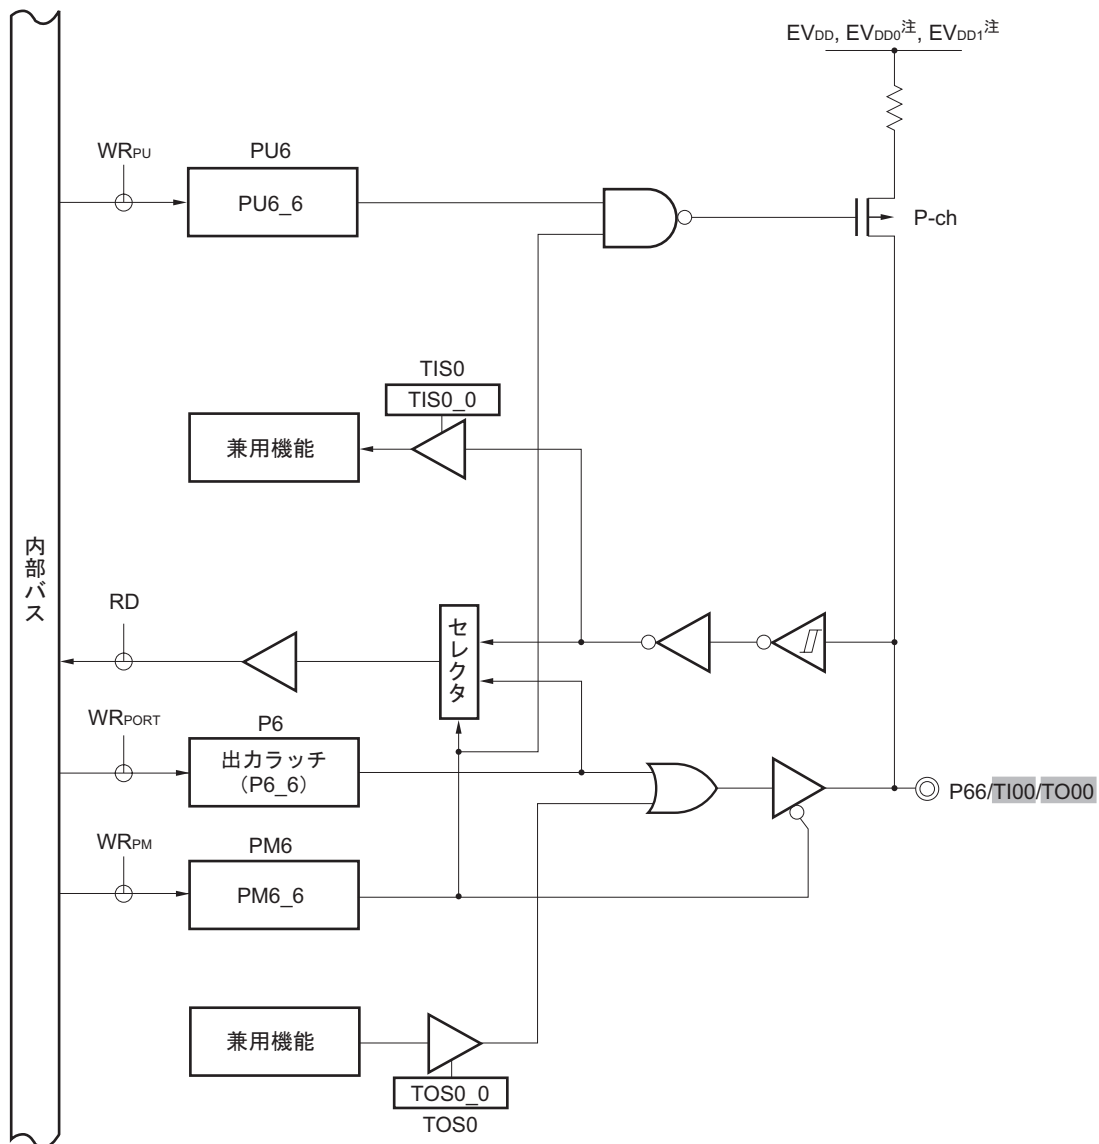 EVDD, EVDD0注, EVDD1注
WRPU
PU6
PU6_6
P-ch
TIS0
TIS0_0
兼用機能
内部バス
RD
セレクタ
WRPORT
P6
出力ラッチ
（P6_6）
P66/TI00/TO00
WRPM
PM6
PM6_6
兼用機能
TOS0_0
TOS0